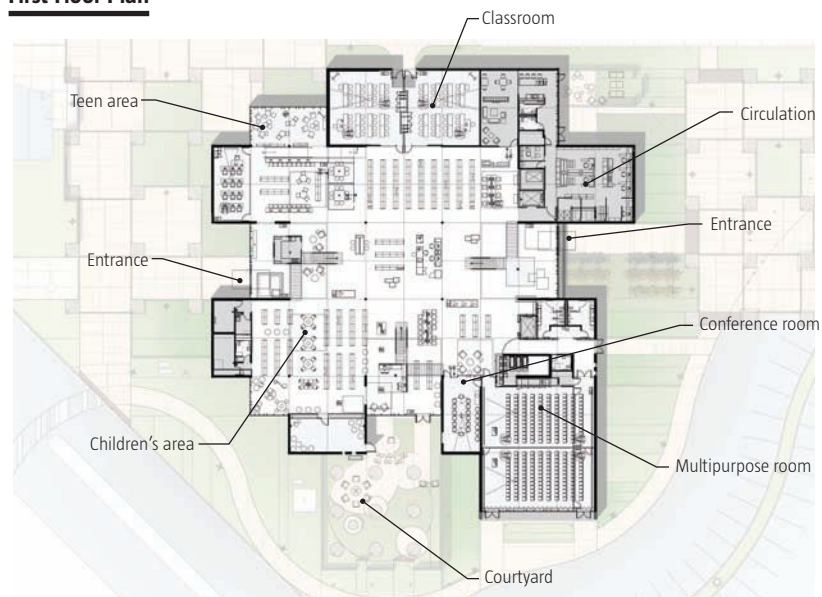 First Floor Plan
Classroom
Teen area
Circulation
Entrance
Entrance
Conference room
Children's area
Multipurpose room
Courtyard